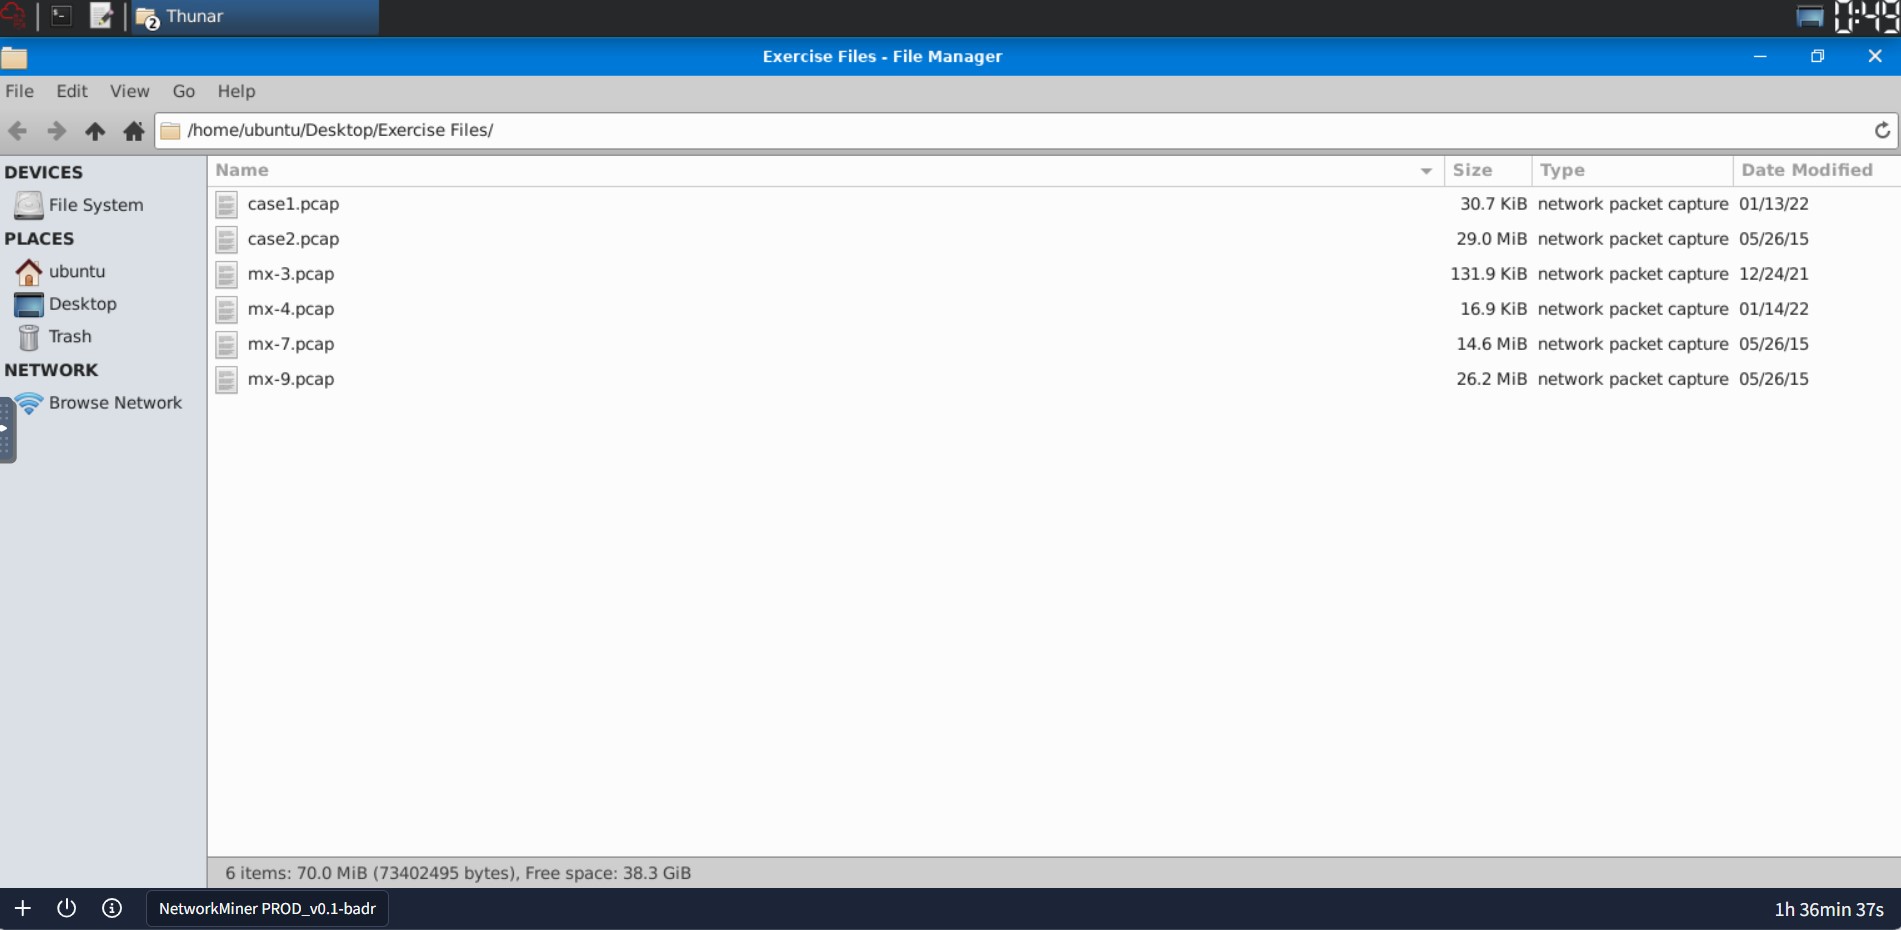 2 Thunar 0:49
Exercise Files - File Manager
File Edit View Go Help
/home/ubuntu/Desktop/Exercise Files/
DEVICES
File System
PLACES
ubuntu
Desktop
Trash
NETWORK
Browse Network
Name Size Type Date Modified
case1.pcap 30.7 KiB network packet capture 01/13/22
case2.pcap 29.0 MiB network packet capture 05/26/15
mx-3.pcap 131.9 KiB network packet capture 12/24/21
mx-4.pcap 16.9 KiB network packet capture 01/14/22
mx-7.pcap 14.6 MiB network packet capture 05/26/15
mx-9.pcap 26.2 MiB network packet capture 05/26/15
6 items: 70.0 MiB (73402495 bytes), Free space: 38.3 GiB
NetworkMiner PROD_v0.1-badr 1h 36min 37s